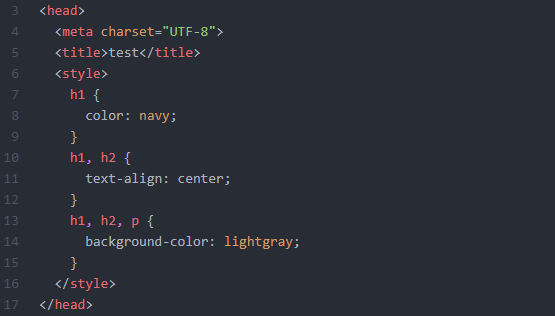 3 <head>
4   <meta charset="UTF-8">
5   <title>test</title>
6   <style>
7     h1 {
8       color: navy;
9     }
10     h1, h2 {
11       text-align: center;
12     }
13     h1, h2, p {
14       background-color: lightgray;
15     }
16   </style>
17 </head>